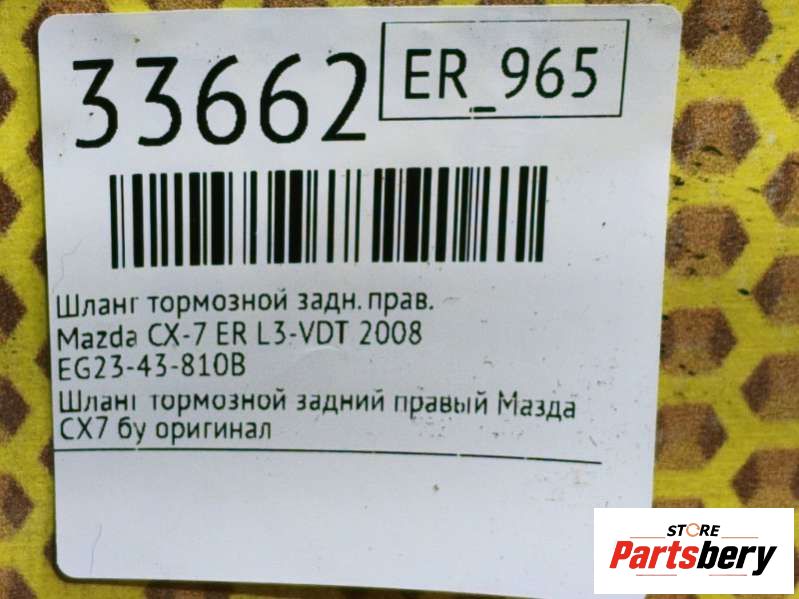 33662
ER_965
Шланг тормозной задн. прав.
Mazda CX-7 ER L3-VDT 2008
EG23-43-810B
Шланг тормозной задний правый Мазда
СХ7 бу оригинал
STORE
Partsbery